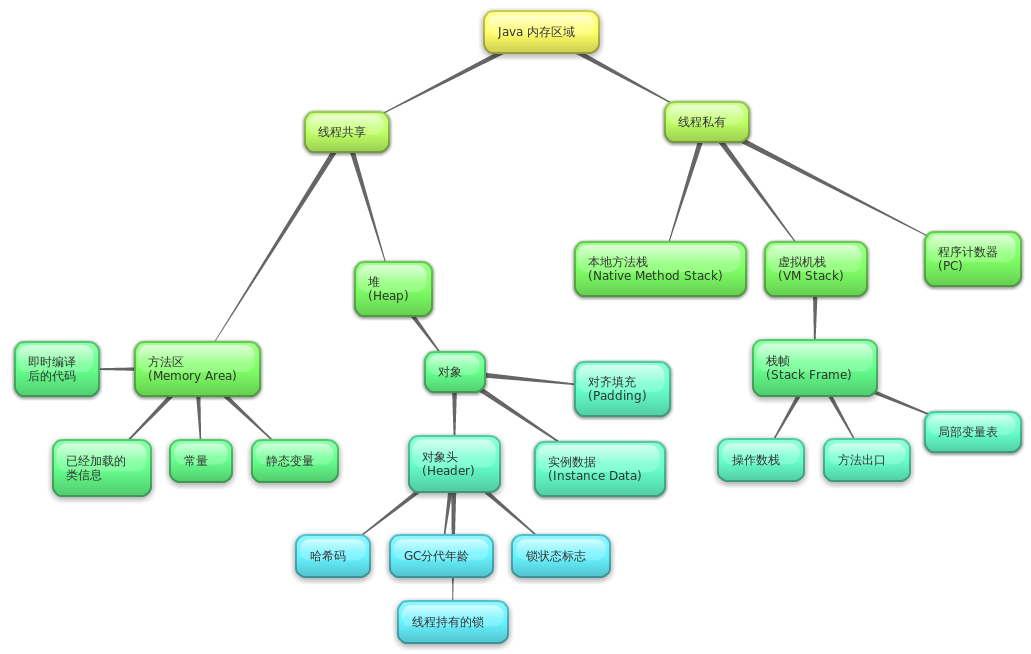 Java 内存区域
线程共享
线程私有
本地方法栈
(Native Method Stack)
虚拟机栈
(VM Stack)
程序计数器
(PC)
堆
(Heap)
即时编译
后的代码
方法区
(Memory Area)
对象
对齐填充
(Padding)
栈帧
(Stack Frame)
已经加载的
类信息
常量
静态变量
对象头
(Header)
实例数据
(Instance Data)
操作数栈
方法出口
局部变量表
哈希码
GC分代年龄
锁状态标志
线程持有的锁